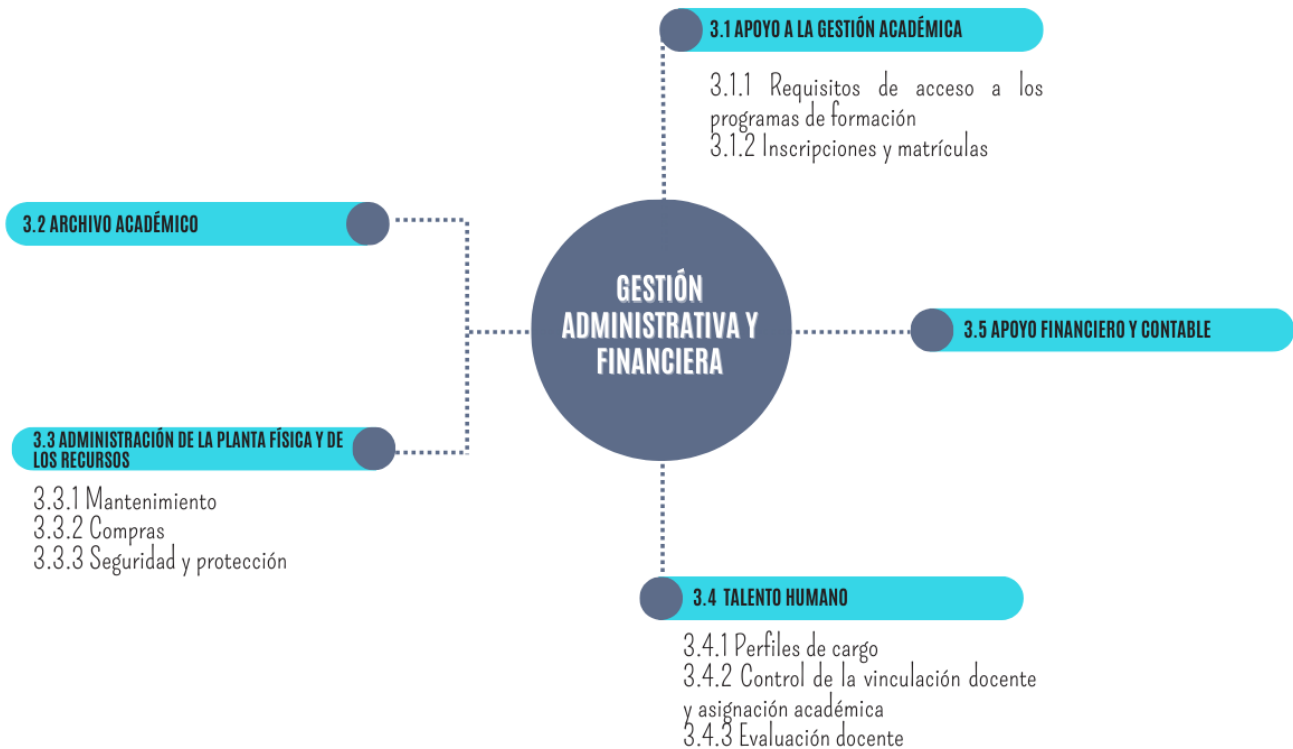 3.1 APOYO A LA GESTIÓN ACADÉMICA
3.1.1 Requisitos de acceso a los
programas de formación
3.1.2 Inscripciones y matrículas
3.2 ARCHIVO ACADÉMICO
GESTIÓN
ADMINISTRATIVA Y
FINANCIERA
3.5 APOYO FINANCIERO Y CONTABLE
3.3 ADMINISTRACIÓN DE LA PLANTA FÍSICA Y DE
LOS RECURSOS
3.3.1 Mantenimiento
3.3.2 Compras
3.3.3 Seguridad y protección
3.4 TALENTO HUMANO
3.4.1 Perfiles de cargo
3.4.2 Control de la vinculación docente
y asignación académica
3.4.3 Evaluación docente